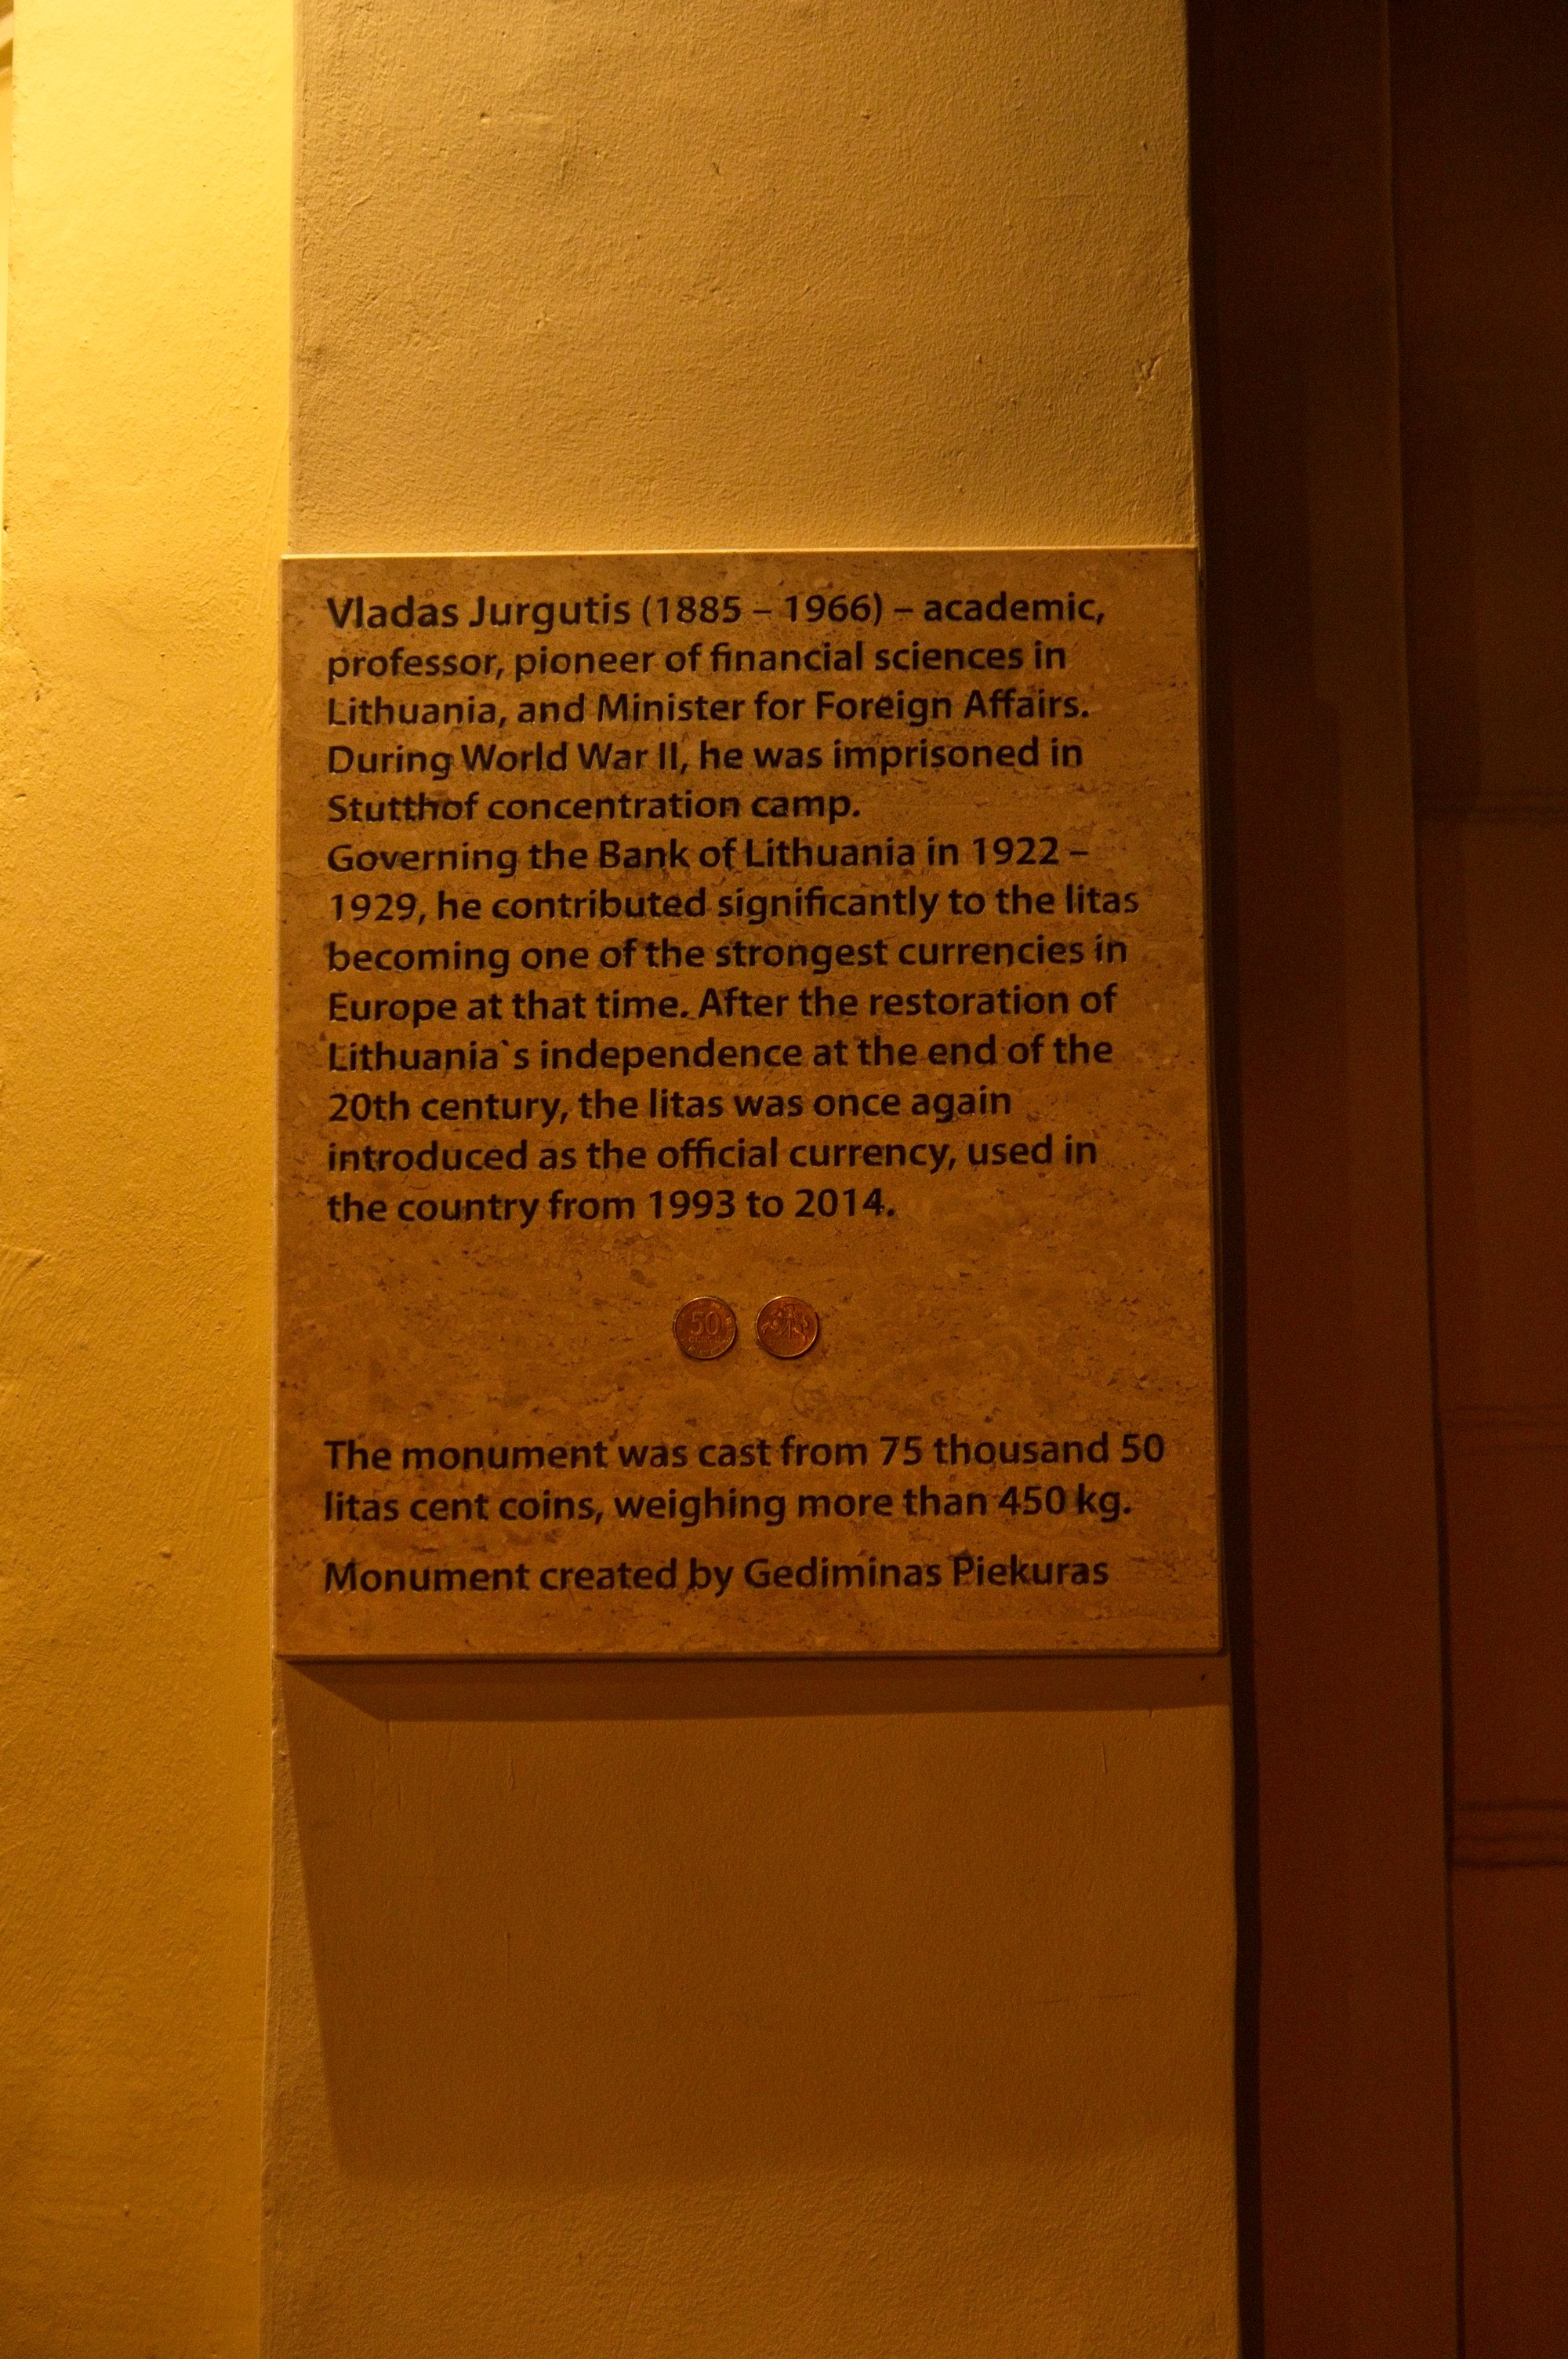 Vladas Jurgutis (1885 – 1966) – academic,
professor, pioneer of financial sciences in
Lithuania, and Minister for Foreign Affairs.
During World War II, he was imprisoned in
Stutthof concentration camp.
Governing the Bank of Lithuania in 1922 –
1929, he contributed significantly to the litas
becoming one of the strongest currencies in
Europe at that time. After the restoration of
Lithuania`s independence at the end of the
20th century, the litas was once again
introduced as the official currency, used in
the country from 1993 to 2014.
50
The monument was cast from 75 thousand 50
litas cent coins, weighing more than 450 kg.
Monument created by Gediminas Piekuras